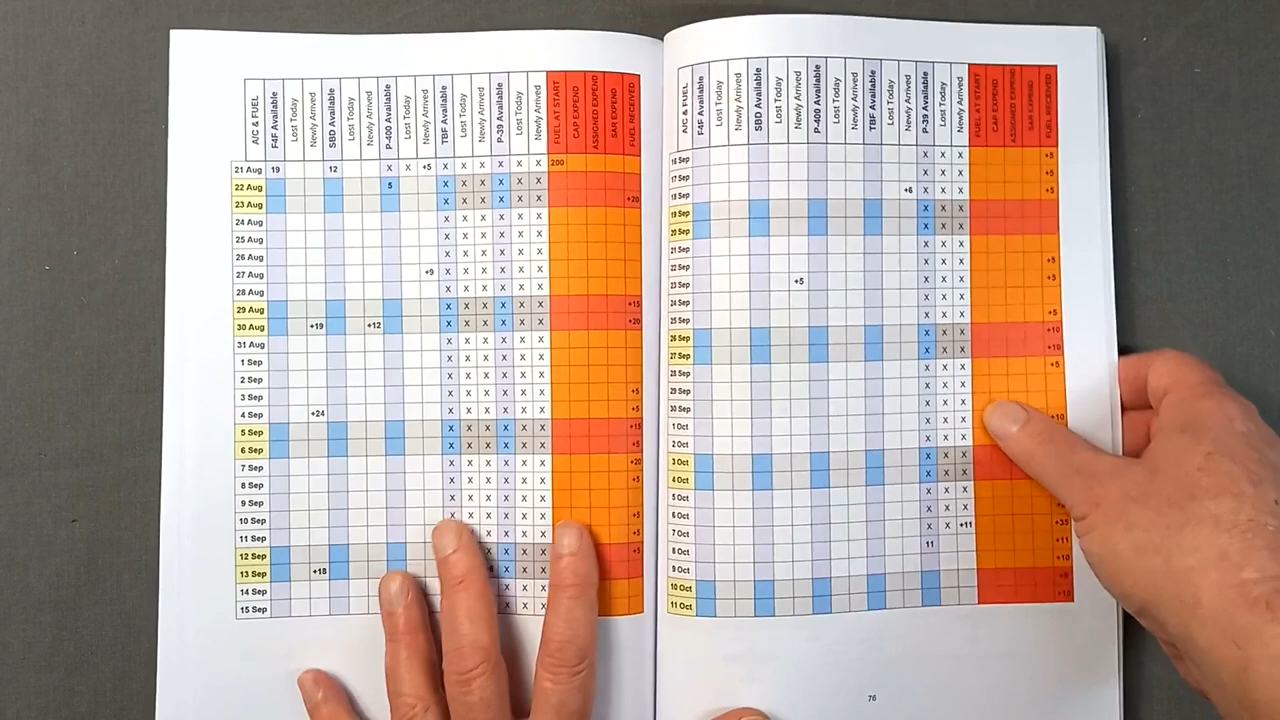 A/C & FUEL F4F Available Lost Today Newly Arrived SBD Available Lost Today Newly Arrived P-400 Available Lost Today Newly Arrived TBF Available Lost Today Newly Arrived P-39 Available Lost Today Newly Arrived FUEL AT START CAP EXPEND ASSIGNED EXPEND SAR EXPEND FUEL RECEIVED
21 Aug 19 12 X X +5 X X X X X X 200
22 Aug 5 X X X X X X
23 Aug X X X X X X +20
24 Aug X X X X X X
25 Aug X X X X X X
26 Aug X X X X X X
27 Aug +9 X X X X X X
28 Aug X X X X X X
29 Aug X X X X X X +15
30 Aug +19 +12 X X X X X X +20
31 Aug X X X X X X
1 Sep X X X X X X
2 Sep X X X X X X
3 Sep X X X X X X +5
4 Sep +24 X X X X X X +5
5 Sep X X X X X X +15
6 Sep X X X X X X +5
7 Sep X X X X X X +20
8 Sep X X X X X X +5
9 Sep X X X X X X
10 Sep X X X X X X +5
11 Sep X X X X X +5
12 Sep X X X X +5
13 Sep +18 X X X
14 Sep X X X
15 Sep X X X
A/C & FUEL F4F Available Lost Today Newly Arrived SBD Available Lost Today Newly Arrived P-400 Available Lost Today Newly Arrived TBF Available Lost Today Newly Arrived P-39 Available Lost Today Newly Arrived FUEL AT START CAP EXPEND ASSIGNED EXPEND SAR EXPEND FUEL RECEIVED
16 Sep X X X +5
17 Sep X X X +5
18 Sep +6 X X X +5
19 Sep X X X
20 Sep X X X
21 Sep X X X
22 Sep X X X +5
23 Sep +5 X X X +5
24 Sep X X X
25 Sep X X X +5
26 Sep X X X +10
27 Sep X X X +10
28 Sep X X X +5
29 Sep X X X
30 Sep X X X
1 Oct X X X +10
2 Oct X X X
3 Oct X X X
4 Oct X X X
5 Oct X X X
6 Oct X X X
7 Oct X X +11 +35
8 Oct 11 +11
9 Oct +10
10 Oct
11 Oct +10
76